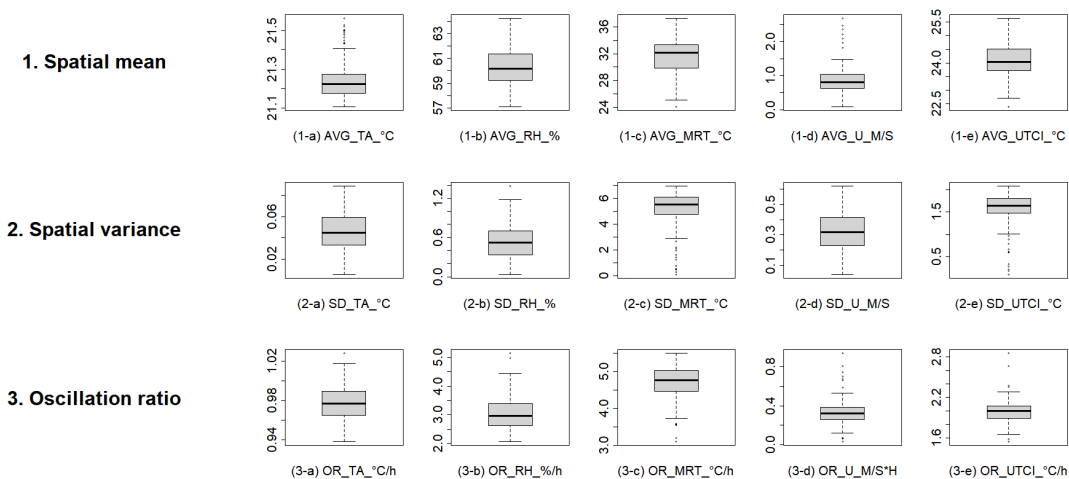 1. Spatial mean
21.1 21.3 21.5
57 59 61 63
24 28 32 36
0.0 1.0 2.0
22.5 24.0 25.5
(1-a) AVG_TA_°C (1-b) AVG_RH_% (1-c) AVG_MRT_°C (1-d) AVG_U_M/S (1-e) AVG_UTCI_°C
2. Spatial variance
0.02 0.06
0.0 0.6 1.2
0 2 4 6
0.1 0.3 0.5
0.5 1.5
(2-a) SD_TA_°C (2-b) SD_RH_% (2-c) SD_MRT_°C (2-d) SD_U_M/S (2-e) SD_UTCI_°C
3. Oscillation ratio
0.94 0.98 1.02
2.0 3.0 4.0 5.0
3.0 4.0 5.0
0.0 0.4 0.8
1.6 2.2 2.8
(3-a) OR_TA_°C/h (3-b) OR_RH_%/h (3-c) OR_MRT_°C/h (3-d) OR_U_M/S*H (3-e) OR_UTCI_°C/h